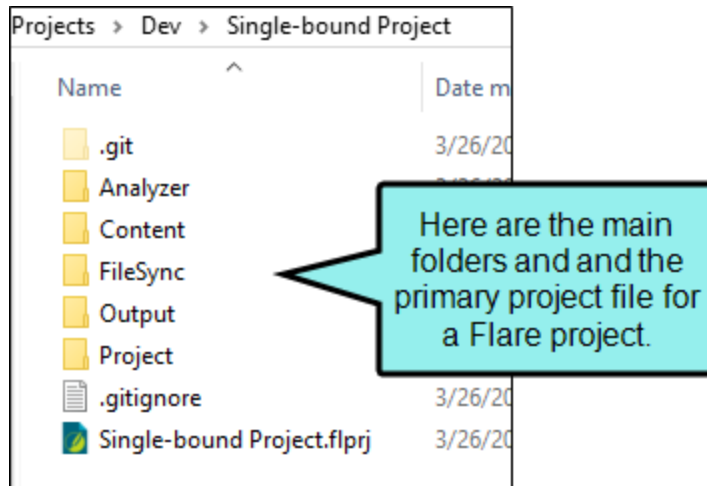 Projects > Dev > Single-bound Project
Name Date m
.git 3/26/20
Analyzer
Content
FileSync
Output
Project
.gitignore 3/26/20
Single-bound Project.flprj 3/26/20
Here are the main
folders and and the
primary project file for
a Flare project.